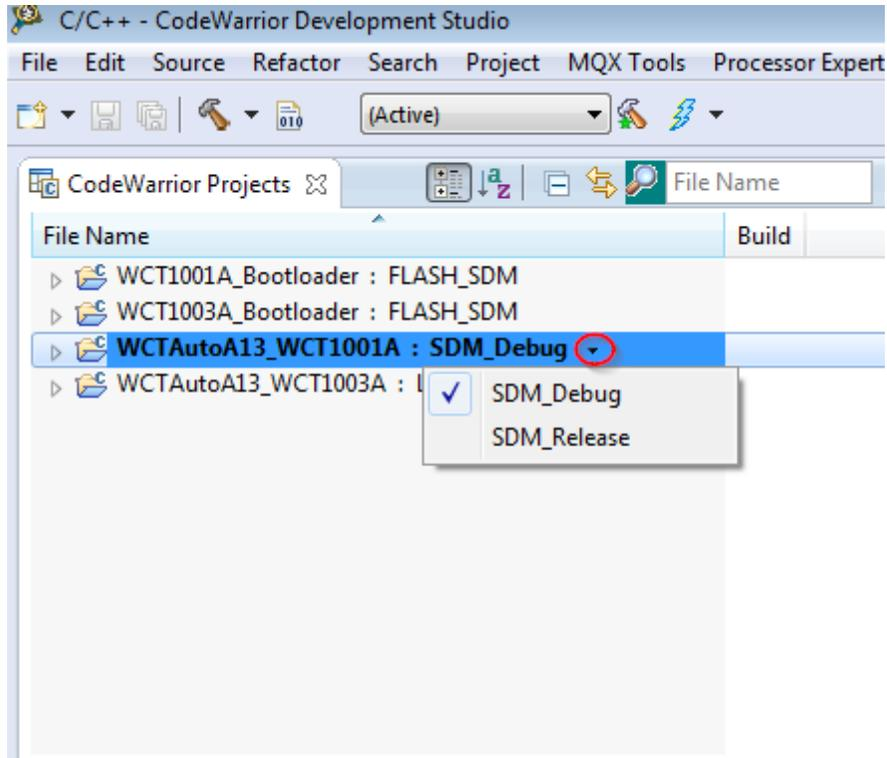 C/C++ - CodeWarrior Development Studio
File Edit Source Refactor Search Project MQX Tools Processor Expert
010 (Active)
CodeWarrior Projects a z File Name
File Name Build
WCT1001A_Bootloader : FLASH_SDM
WCT1003A_Bootloader : FLASH_SDM
WCTAutoA13_WCT1001A : SDM_Debug
WCTAutoA13_WCT1003A :
SDM_Debug
SDM_Release